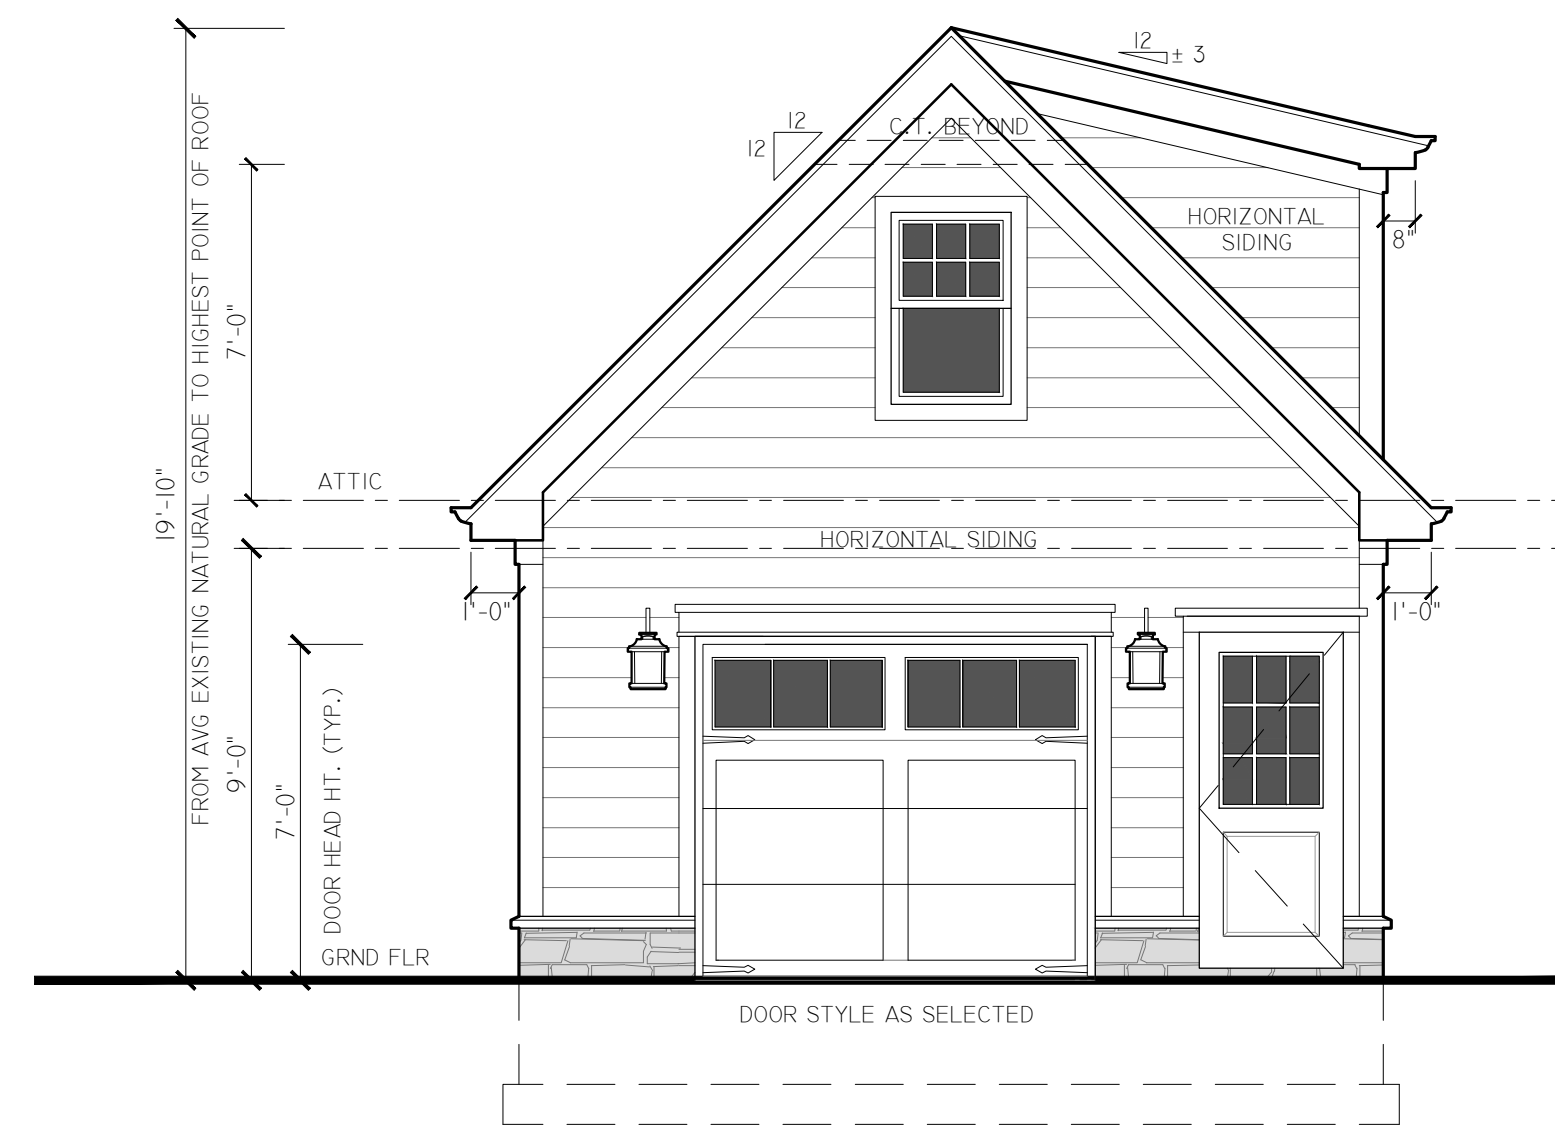 12
± 3
12
12
C.T. BEYOND
HORIZONTAL
SIDING
8"
FROM AVG EXISTING NATURAL GRADE TO HIGHEST POINT OF ROOF
19'-10"
7'-0"
ATTIC
HORIZONTAL SIDING
1'-0"
1'-0"
9'-0"
7'-0"
DOOR HEAD HT. (TYP.)
GRND FLR
DOOR STYLE AS SELECTED